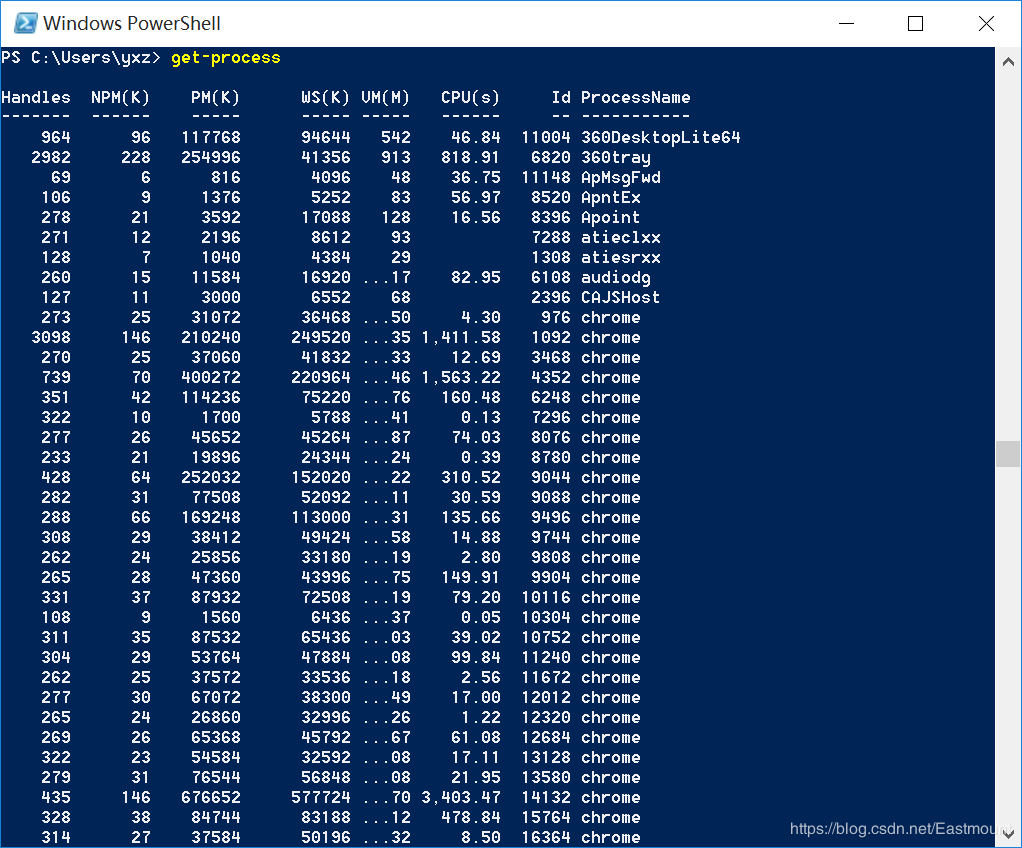 Windows PowerShell
PS C:\Users\yxz> get-process
Handles NPM(K) PM(K) WS(K) VM(M) CPU(s) Id ProcessName
------- ------ ----- ----- ----- ------ -- -----------
964 96 117768 94644 542 46.84 11004 360DesktopLite64
2982 228 254996 41356 913 818.91 6820 360tray
69 6 816 4096 48 36.75 11148 ApMsgFwd
106 9 1376 5252 83 56.97 8520 ApntEx
278 21 3592 17088 128 16.56 8396 Apoint
271 12 2196 8612 93 7288 atieclxx
128 7 1040 4384 29 1308 atiesrxx
260 15 11584 16920 ...17 82.95 6108 audiodg
127 11 3000 6552 68 2396 CAJSHost
273 25 31072 36468 ...50 4.30 976 chrome
3098 146 210240 249520 ...35 1,411.58 1092 chrome
270 25 37060 41832 ...33 12.69 3468 chrome
739 70 400272 220964 ...46 1,563.22 4352 chrome
351 42 114236 75220 ...76 160.48 6248 chrome
322 10 1700 5788 ...41 0.13 7296 chrome
277 26 45652 45264 ...87 74.03 8076 chrome
233 21 19896 24344 ...24 0.39 8780 chrome
428 64 252032 152020 ...22 310.52 9044 chrome
282 31 77508 52092 ...11 30.59 9088 chrome
288 66 169248 113000 ...31 135.66 9496 chrome
308 29 38412 49424 ...58 14.88 9744 chrome
262 24 25856 33180 ...19 2.80 9808 chrome
265 28 47360 43996 ...75 149.91 9904 chrome
331 37 87932 72508 ...19 79.20 10116 chrome
108 9 1560 6436 ...37 0.05 10304 chrome
311 35 87532 65436 ...03 39.02 10752 chrome
304 29 53764 47884 ...08 99.84 11240 chrome
262 25 37572 33536 ...18 2.56 11672 chrome
277 30 67072 38300 ...49 17.00 12012 chrome
265 24 26860 32996 ...26 1.22 12320 chrome
269 26 65368 45792 ...67 61.08 12684 chrome
322 23 54584 32592 ...08 17.11 13128 chrome
279 31 76544 56848 ...08 21.95 13580 chrome
435 146 676652 577724 ...70 3,403.47 14132 chrome
328 38 84744 83188 ...12 478.84 15764 chrome
314 27 37584 50196 ...32 8.50 16364 chrome
https://blog.csdn.net/Eastmount